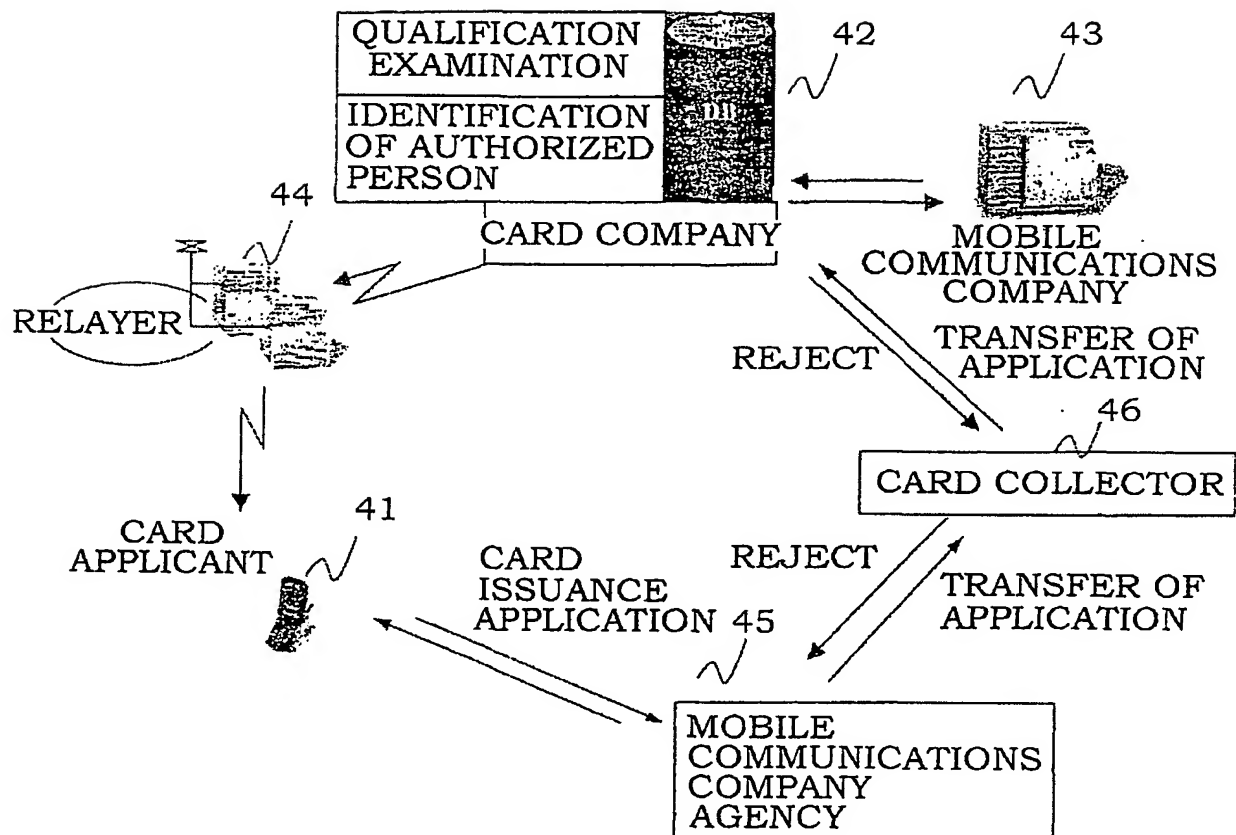 QUALIFICATION
EXAMINATION
IDENTIFICATION
OF AUTHORIZED
PERSON
DB
42
43
CARD COMPANY
44
RELAYER
MOBILE
COMMUNICATIONS
COMPANY
REJECT
TRANSFER OF
APPLICATION
46
CARD COLLECTOR
CARD
APPLICANT
41
CARD
ISSUANCE
APPLICATION
REJECT
TRANSFER OF
APPLICATION
45
MOBILE
COMMUNICATIONS
COMPANY
AGENCY